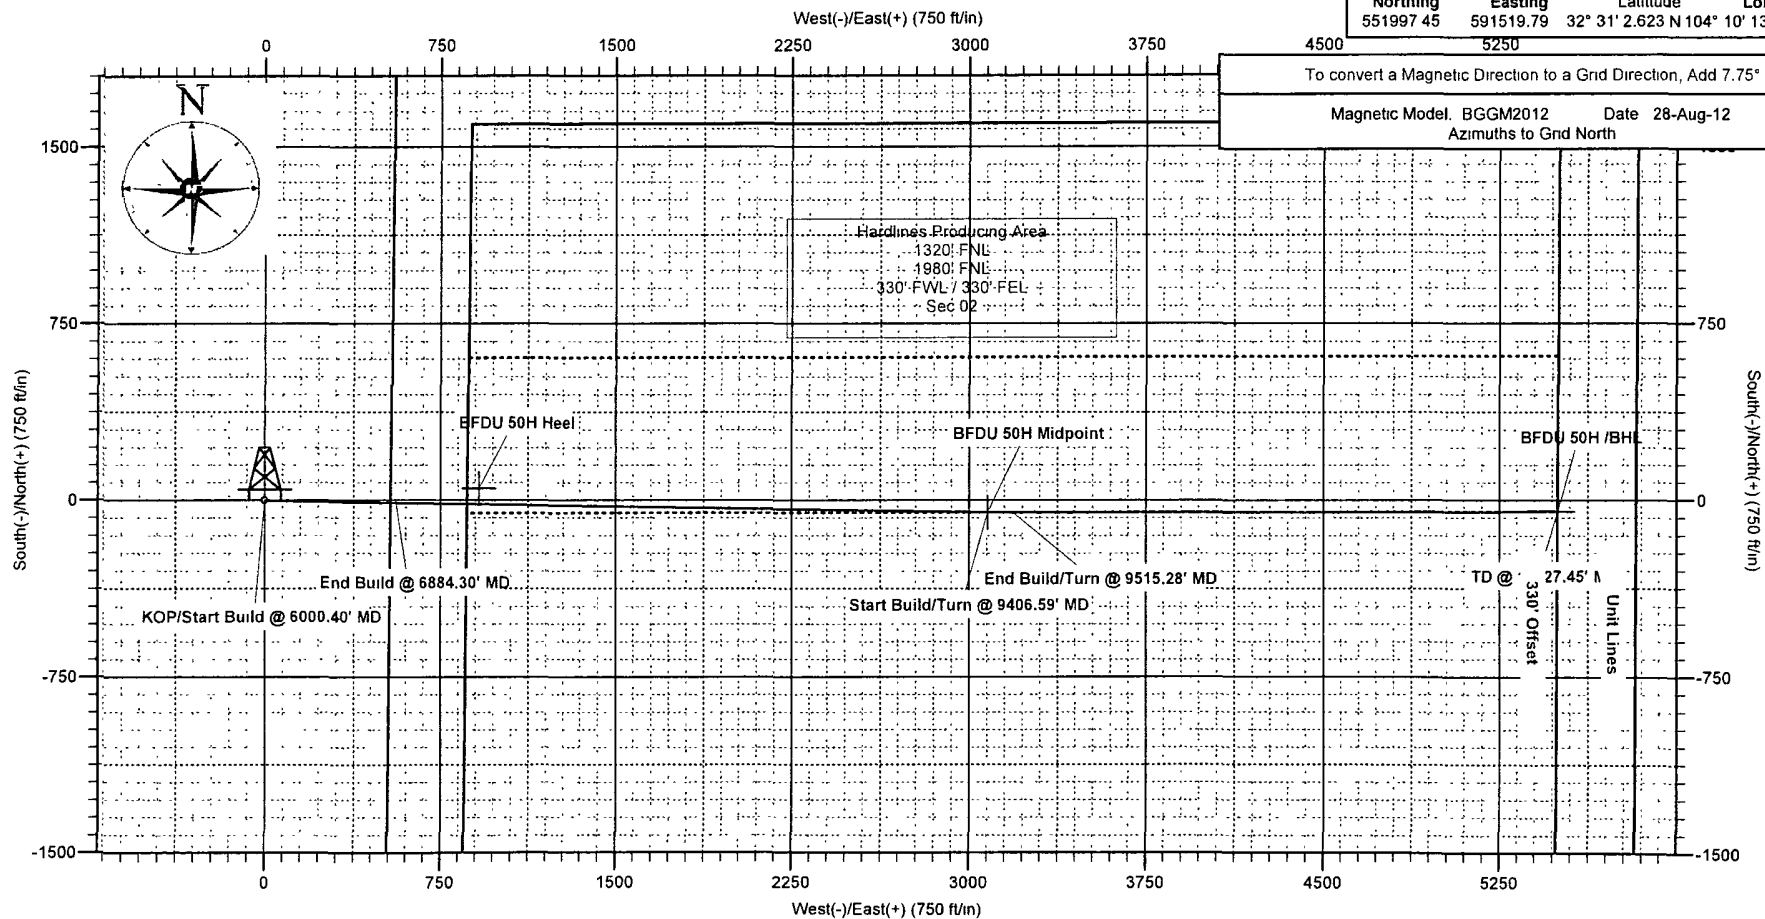 Northing Easting Latitude
551997 45 591519.79 32° 31' 2.623 N 104° 10' 13
West(-)/East(+) (750 ft/in)
0 750 1500 2250 3000 3750 4500 5250
To convert a Magnetic Direction to a Grid Direction, Add 7.75°
Magnetic Model. BGGM2012 Date 28-Aug-12
Azimuths to Grid North
N
1500
Hardlines Producing Area
1320' FNL
1980' FNL
330' FWL / 330' FEL
Sec 02
750 750
South(-)/North(+) (750 ft/in)
South(-)/North(+) (750 ft/in)
BFDU 50H Heel
BFDU 50H Midpoint
BFDU 50H /BHL
0 0
End Build @ 6884.30' MD
End Build/Turn @ 9515.28' MD
TD @ 27.45'
KOP/Start Build @ 6000.40' MD
Start Build/Turn @ 9406.59' MD
330' Offset
Unit Lines
-750 -750
-1500 -1500
0 750 1500 2250 3000 3750 4500 5250
West(-)/East(+) (750 ft/in)